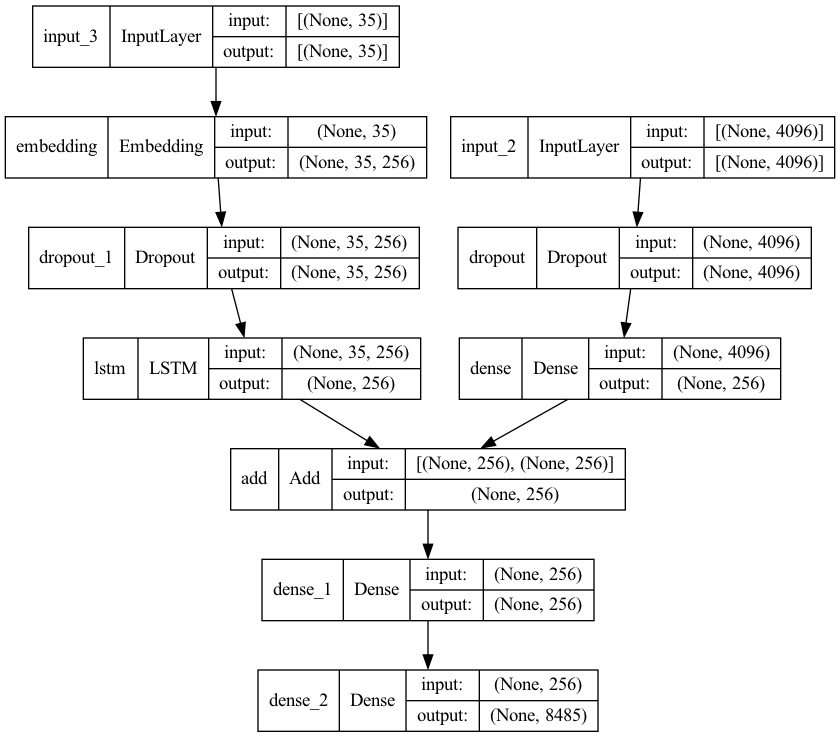 input_3 InputLayer input: [(None, 35)]
output: [(None, 35)]
embedding Embedding input: (None, 35)
output: (None, 35, 256)
input_2 InputLayer input: [(None, 4096)]
output: [(None, 4096)]
dropout_1 Dropout input: (None, 35, 256)
output: (None, 35, 256)
dropout Dropout input: (None, 4096)
output: (None, 4096)
lstm LSTM input: (None, 35, 256)
output: (None, 256)
dense Dense input: (None, 4096)
output: (None, 256)
add Add input: [(None, 256), (None, 256)]
output: (None, 256)
dense_1 Dense input: (None, 256)
output: (None, 256)
dense_2 Dense input: (None, 256)
output: (None, 8485)